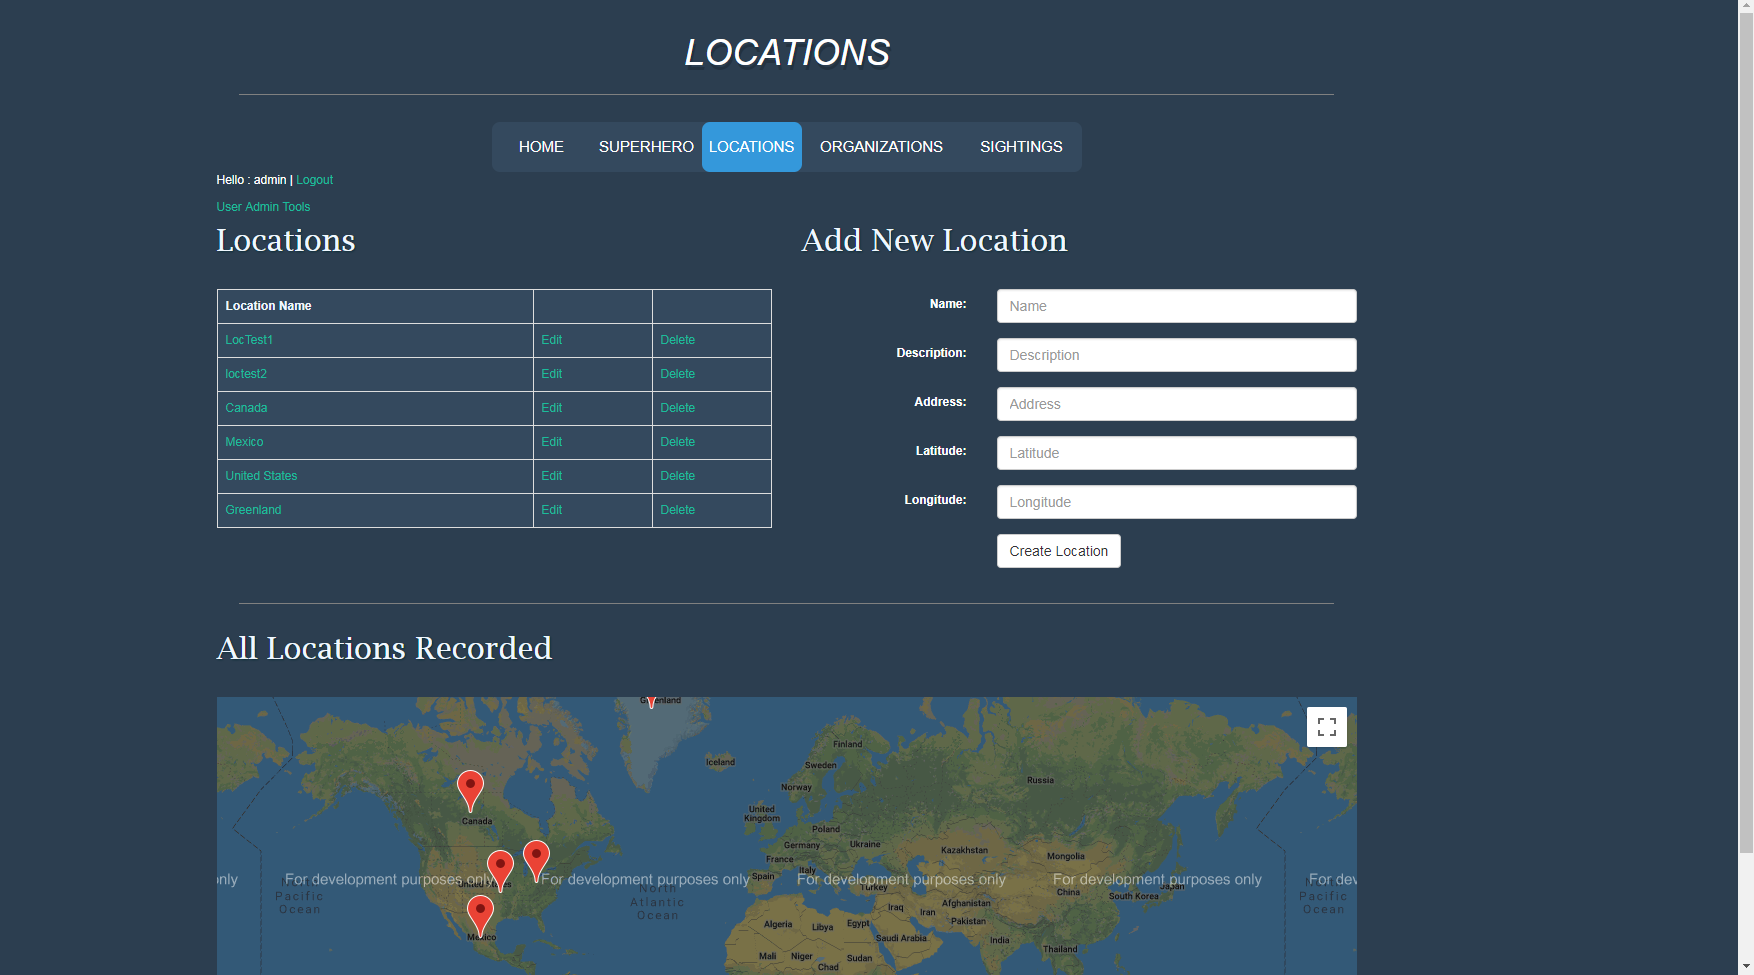 LOCATIONS
HOME SUPERHERO LOCATIONS ORGANIZATIONS SIGHTINGS
Hello : admin | Logout
User Admin Tools
Locations
Location Name
LocTest1 Edit Delete
loctest2 Edit Delete
Canada Edit Delete
Mexico Edit Delete
United States Edit Delete
Greenland Edit Delete
Add New Location
Name: Name
Description: Description
Address: Address
Latitude: Latitude
Longitude: Longitude
Create Location
All Locations Recorded
Greenland
Finland
Iceland
Sweden
Russia
Norway
United
Kingdom
Canada
Poland
Germany
Ukraine
Kazakhstan
Mongolia
France
Italy
Spain
Turkey
United States
only
For development purposes only
For development purposes only
For development purposes only
For development purposes only
For dev
North
Pacific
Ocean
North
Atlantic
Ocean
China
Japan
South Korea
North
Pacific
Ocean
Iraq
Iran
Afghanistan
Pakistan
Algeria
Libya
Egypt
Saudi Arabia
India
Thailand
Mexico
Mali
Niger
Chad
Sudan